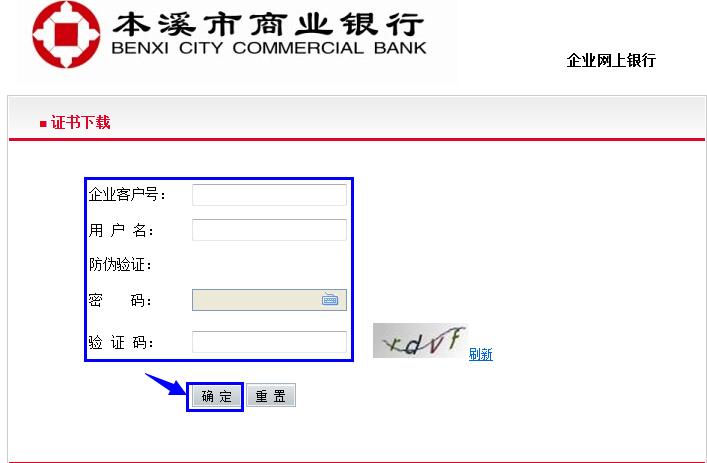 本溪市商业银行
BENXI CITY COMMERCIAL BANK
企业网上银行
证书下载
企业客户号：
用 户 名：
防伪验证：
密 码：
验 证 码：
xdvf 刷新
确 定 重 置